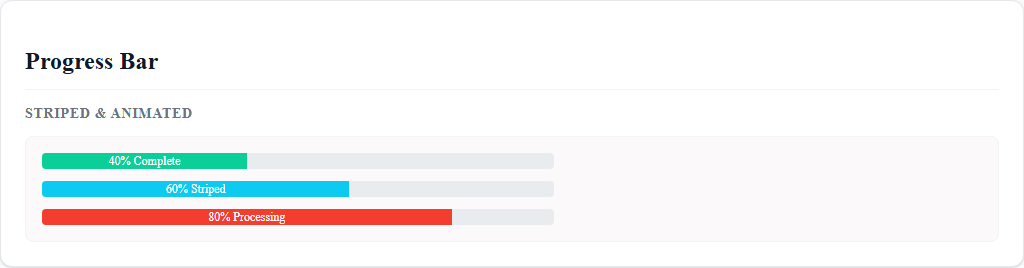 Progress Bar
STRIPED & ANIMATED
40% Complete
60% Striped
80% Processing